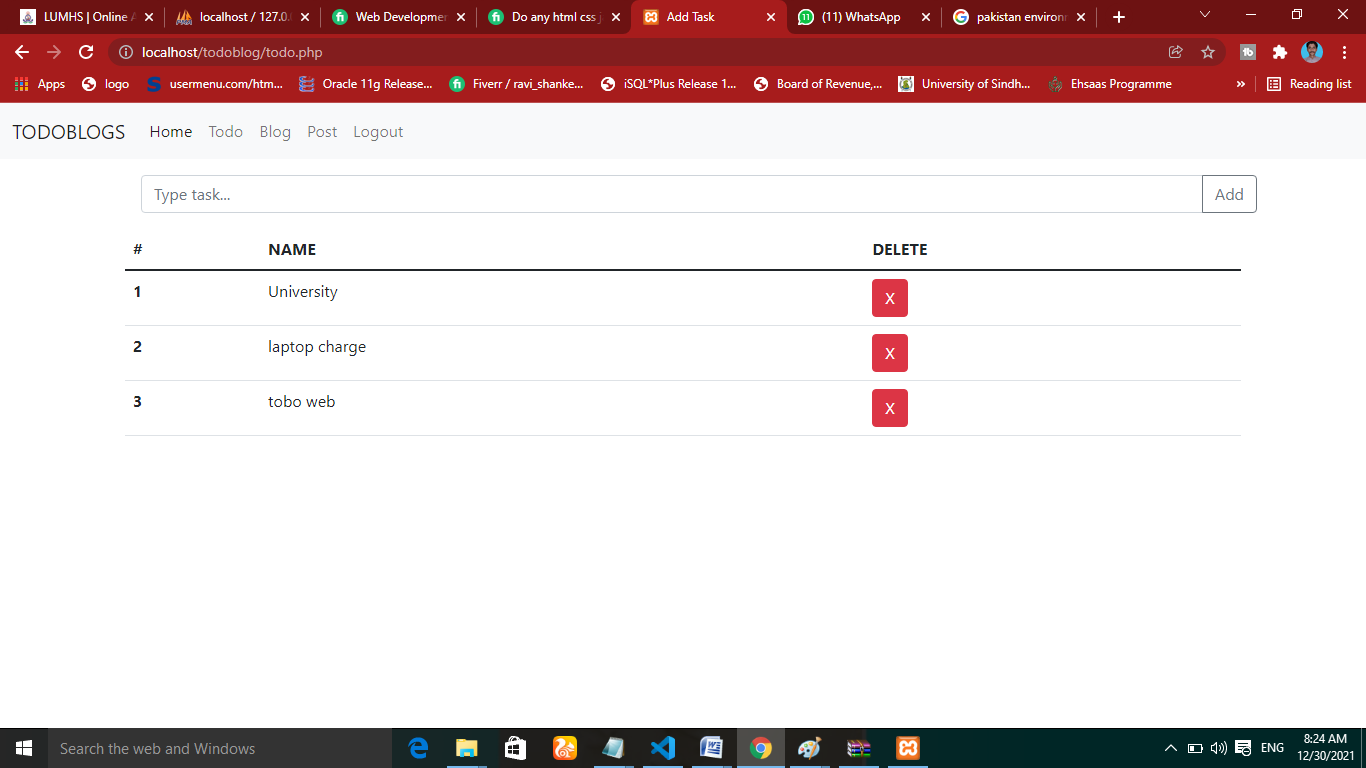 LUMHS | Online A
localhost / 127.0.
Web Developmen
Do any html css j
Add Task
(11) WhatsApp
pakistan environ
localhost/todoblog/todo.php
Apps
logo
usermenu.com/htm...
Oracle 11g Release...
Fiverr / ravi_shanke...
iSQL*Plus Release 1...
Board of Revenue,...
University of Sindh...
Ehsaas Programme
»
Reading list
TODOBLOGS Home Todo Blog Post Logout
Type task... Add
# NAME DELETE
1 University X
2 laptop charge X
3 tobo web X
Search the web and Windows
ENG
8:24 AM
12/30/2021